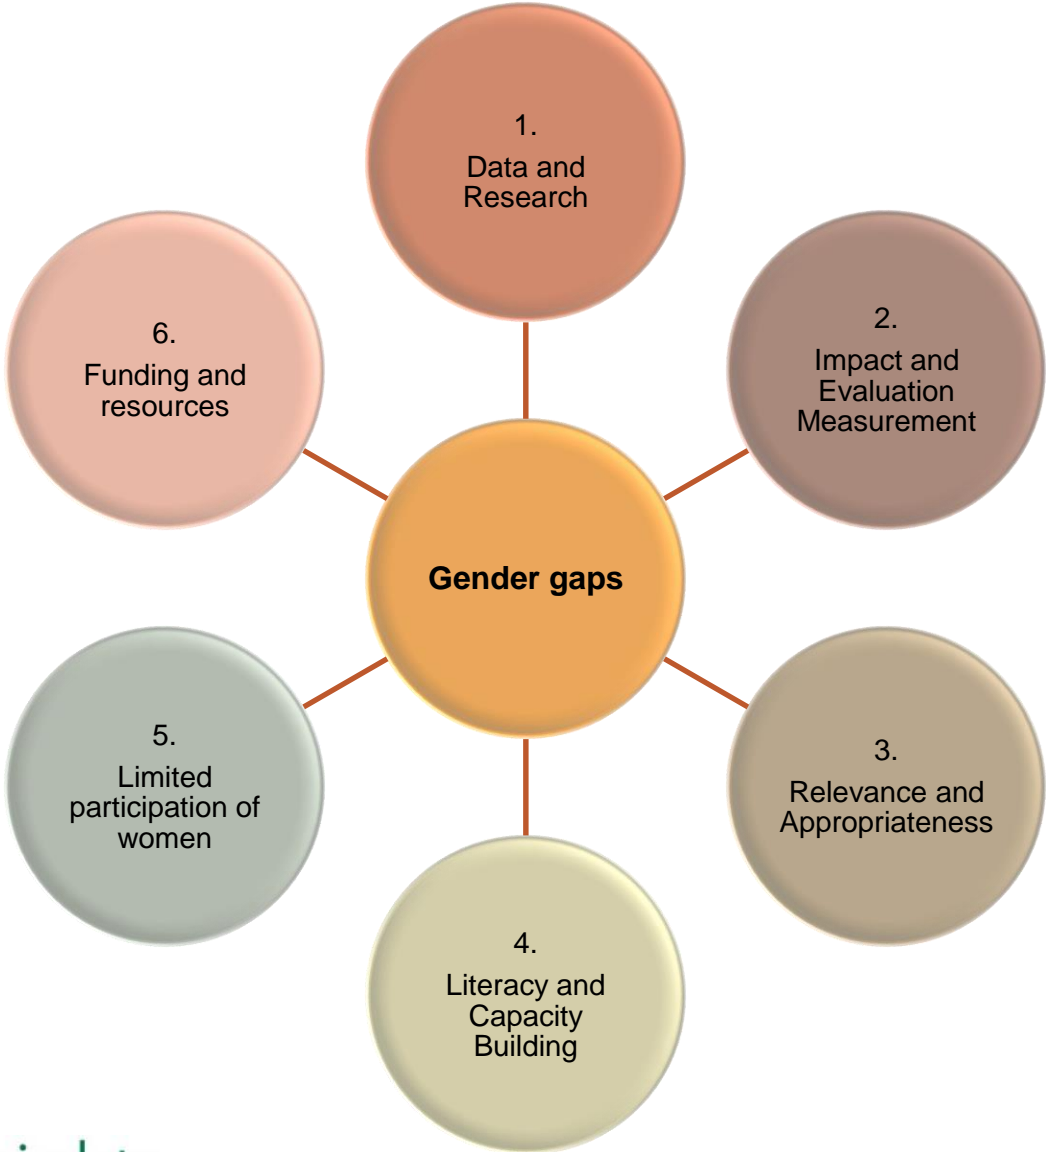 1.
Data and
Research
2.
Impact and
Evaluation
Measurement
3.
Relevance and
Appropriateness
4.
Literacy and
Capacity
Building
5.
Limited
participation of
women
6.
Funding and
resources
Gender gaps